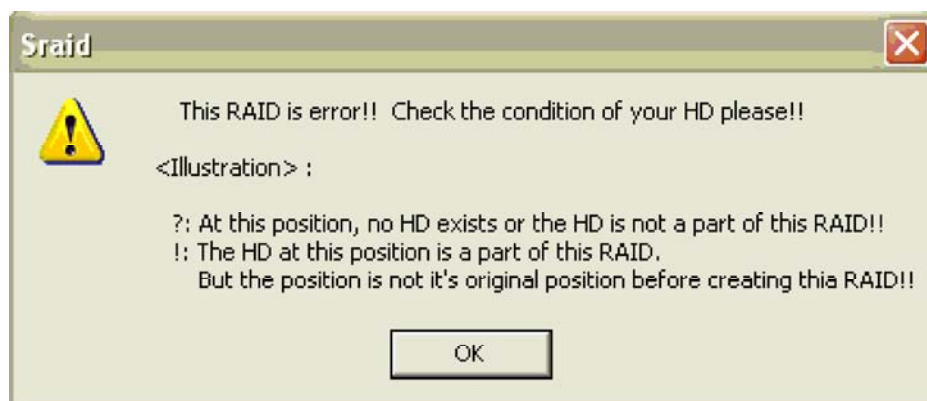 Sraid
This RAID is error!! Check the condition of your HD please!!
<Illustration> :
?: At this position, no HD exists or the HD is not a part of this RAID!!
!: The HD at this position is a part of this RAID.
But the position is not it's original position before creating thia RAID!!
OK